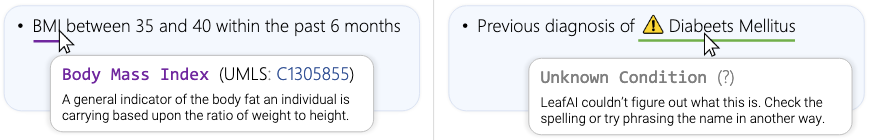 • BMI between 35 and 40 within the past 6 months
Body Mass Index (UMLS: C1305855)
A general indicator of the body fat an individual is
carrying based upon the ratio of weight to height.
• Previous diagnosis of ⚠ Diabeets Mellitus
Unknown Condition (?)
LeafAI couldn't figure out what this is. Check the
spelling or try phrasing the name in another way.